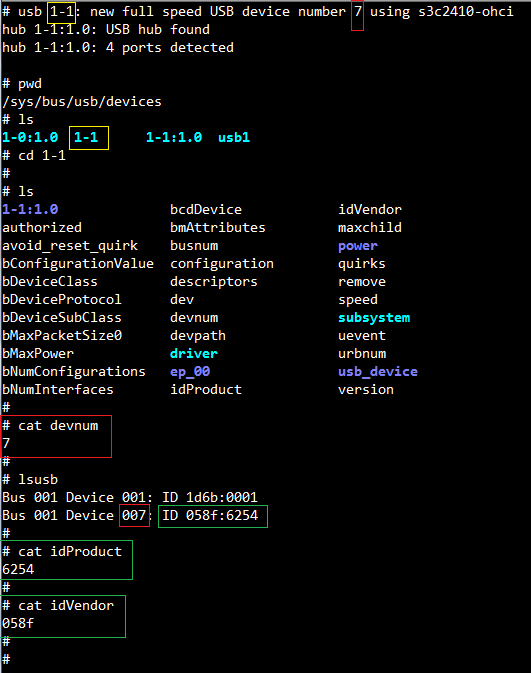 # usb 1-1: new full speed USB device number 7 using s3c2410-ohci
hub 1-1:1.0: USB hub found
hub 1-1:1.0: 4 ports detected
# pwd
/sys/bus/usb/devices
# ls
1-0:1.0 1-1 1-1:1.0 usb1
# cd 1-1
#
# ls
1-1:1.0 bcdDevice idVendor
authorized bmAttributes maxchild
avoid_reset_quirk busnum power
bConfigurationValue configuration quirks
bDeviceClass descriptors remove
bDeviceProtocol dev speed
bDeviceSubClass devnum subsystem
bMaxPacketSize0 devpath uevent
bMaxPower driver urbnum
bNumConfigurations ep_00 usb_device
bNumInterfaces idProduct version
#
# cat devnum
7
#
# lsusb
Bus 001 Device 001: ID 1d6b:0001
Bus 001 Device 007: ID 058f:6254
#
# cat idProduct
6254
#
# cat idVendor
058f
#
#